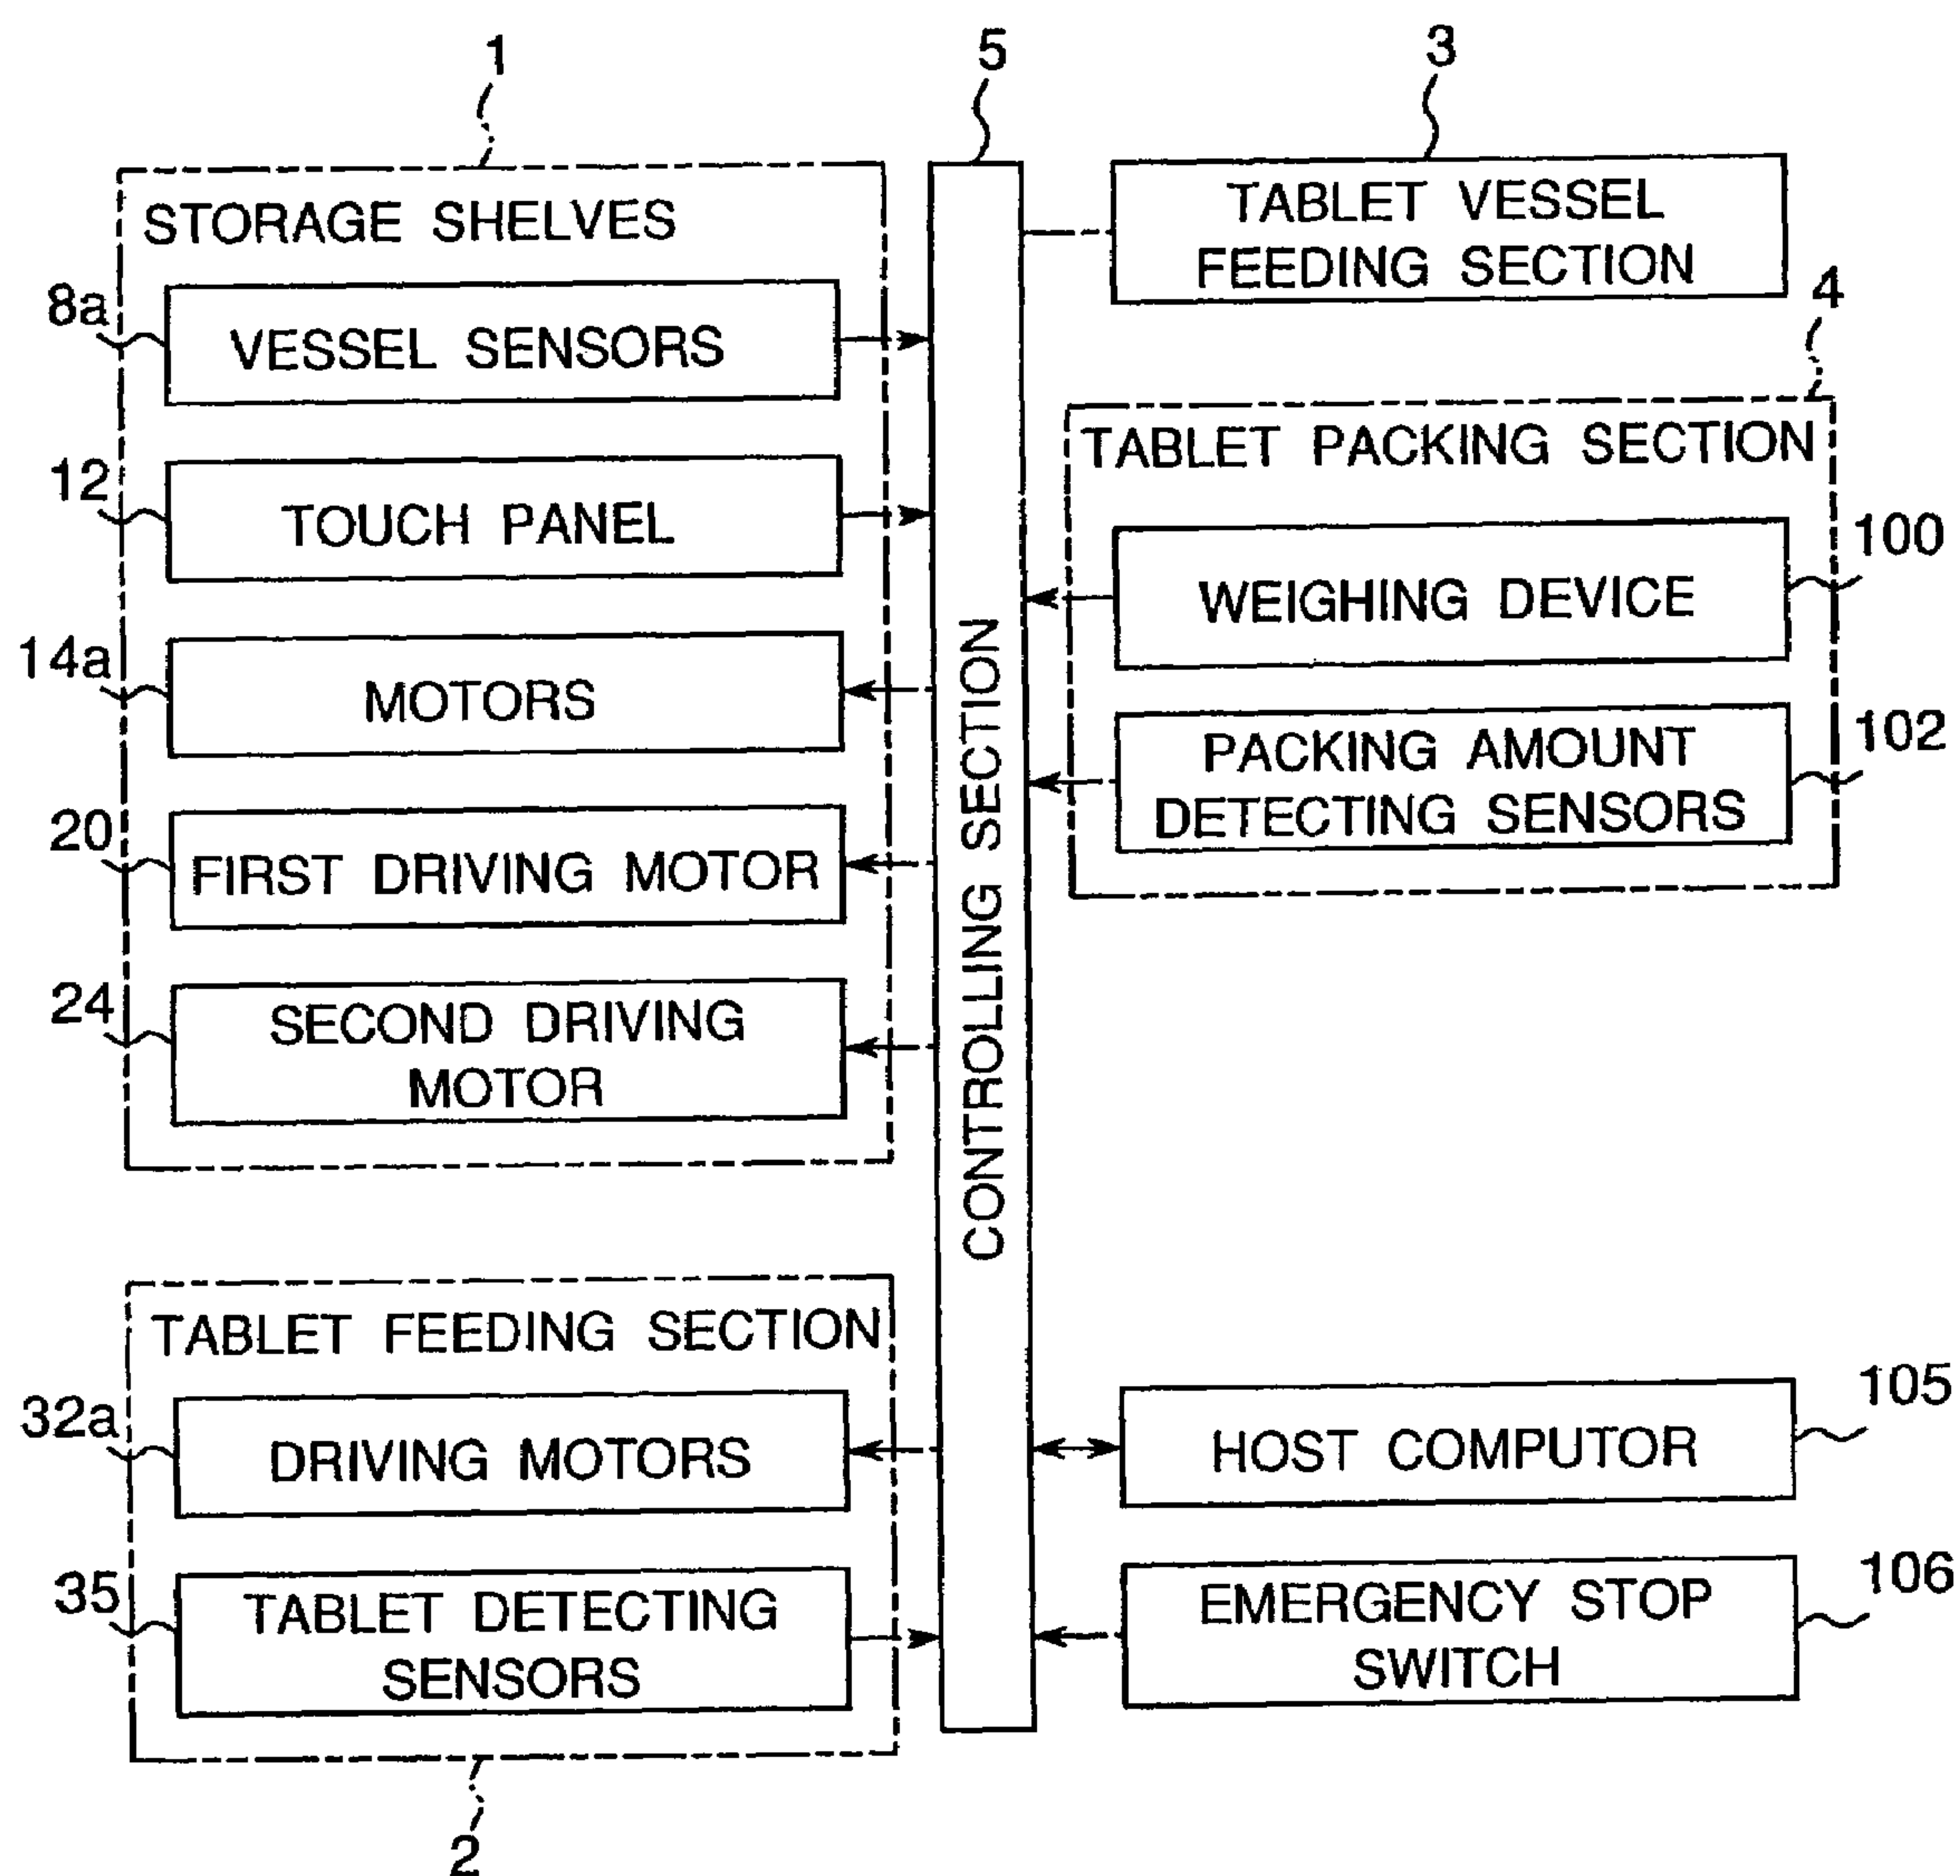 1
5
3
STORAGE SHELVES
8a
VESSEL SENSORS
12
TOUCH PANEL
14a
MOTORS
20
FIRST DRIVING MOTOR
24
SECOND DRIVING
MOTOR
TABLET FEEDING SECTION
32a
DRIVING MOTORS
35
TABLET DETECTING
SENSORS
2
CONTROLLING SECTION
TABLET VESSEL
FEEDING SECTION
4
TABLET PACKING SECTION
100
WEIGHING DEVICE
102
PACKING AMOUNT
DETECTING SENSORS
105
HOST COMPUTOR
106
EMERGENCY STOP
SWITCH